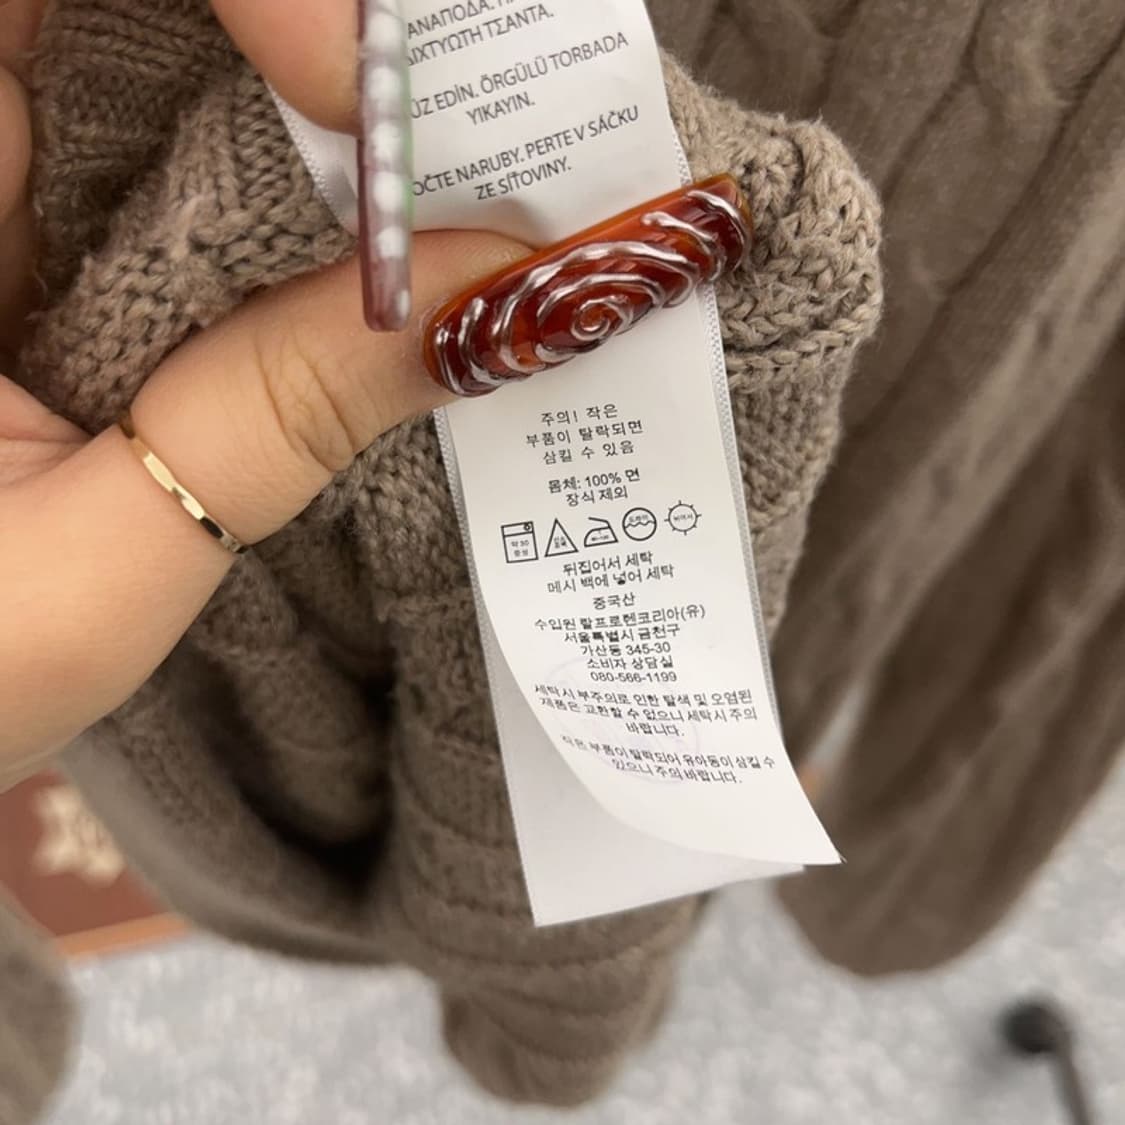 ΑΝΑΠΟΔΑ.
ΔΙΧΤΥΩΤΗ ΤΣΑΝΤΑ.
ÜZ EDİN. ÖRGÜLÜ TORBADA
YIKAYIN.
OČTE NARUBY. PERTE V SÁČKU
ZE SÍŤOVINY.
주의! 작은
부품이 탈락되면
삼킬 수 있음
몸체: 100% 면
장식 제외
약 30
중성
뒤집어서 세탁
메시 백에 넣어 세탁
중국산
수입원 랄프로렌코리아(유)
서울특별시 금천구
가산동 345-30
소비자 상담실
080-566-1199
세탁시 부주의로 인한 탈색 및 오염된
제품은 교환할 수 없으니 세탁시 주의
바랍니다.
작은 부품이 탈락되어 유아동이 삼킬 수
있으니 주의 바랍니다.